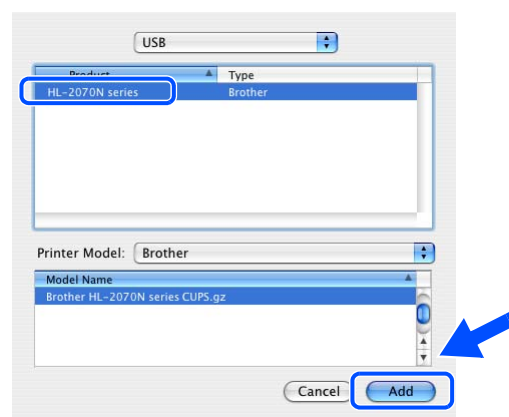 USB
Product Type
HL-2070N series Brother
Printer Model: Brother
Model Name
Brother HL-2070N series CUPS.gz
Cancel Add